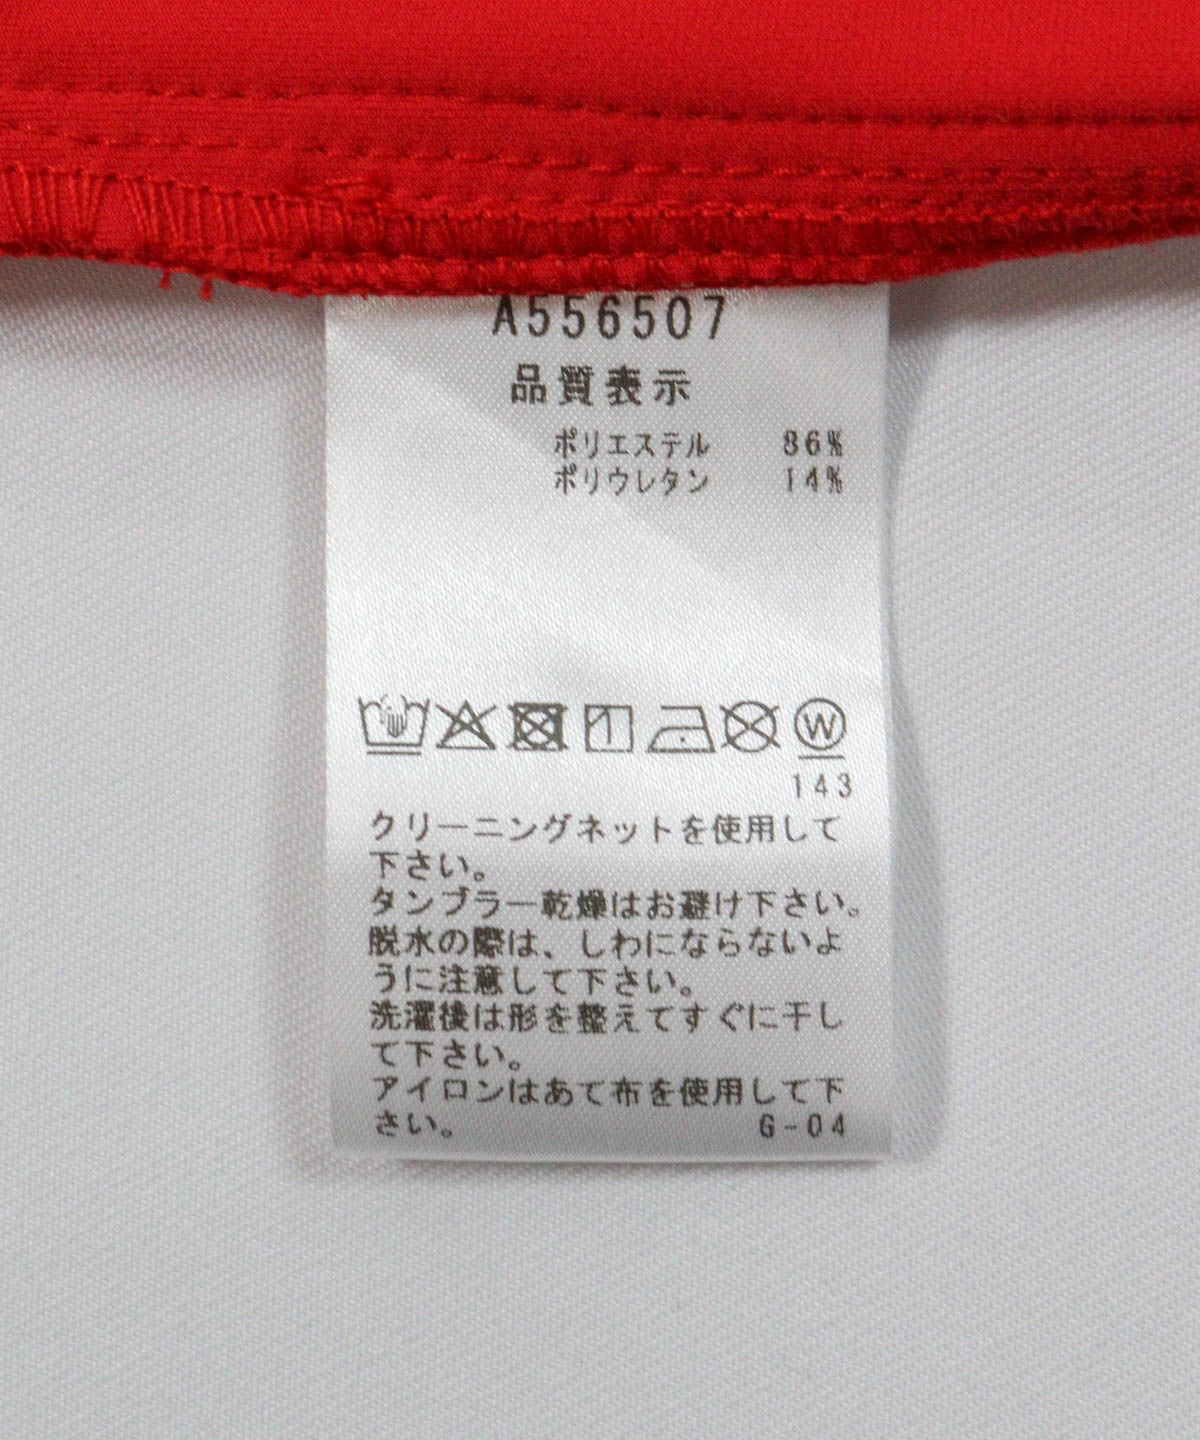 A556507
品質表示
ポリエステル 86%
ポリウレタン 14%
W
143
クリーニングネットを使用して
下さい。
タンブラー乾燥はお避け下さい。
脱水の際は、しわにならないよ
うに注意して下さい。
洗濯後は形を整えてすぐに干し
て下さい。
アイロンはあて布を使用して下
さい。 G-04